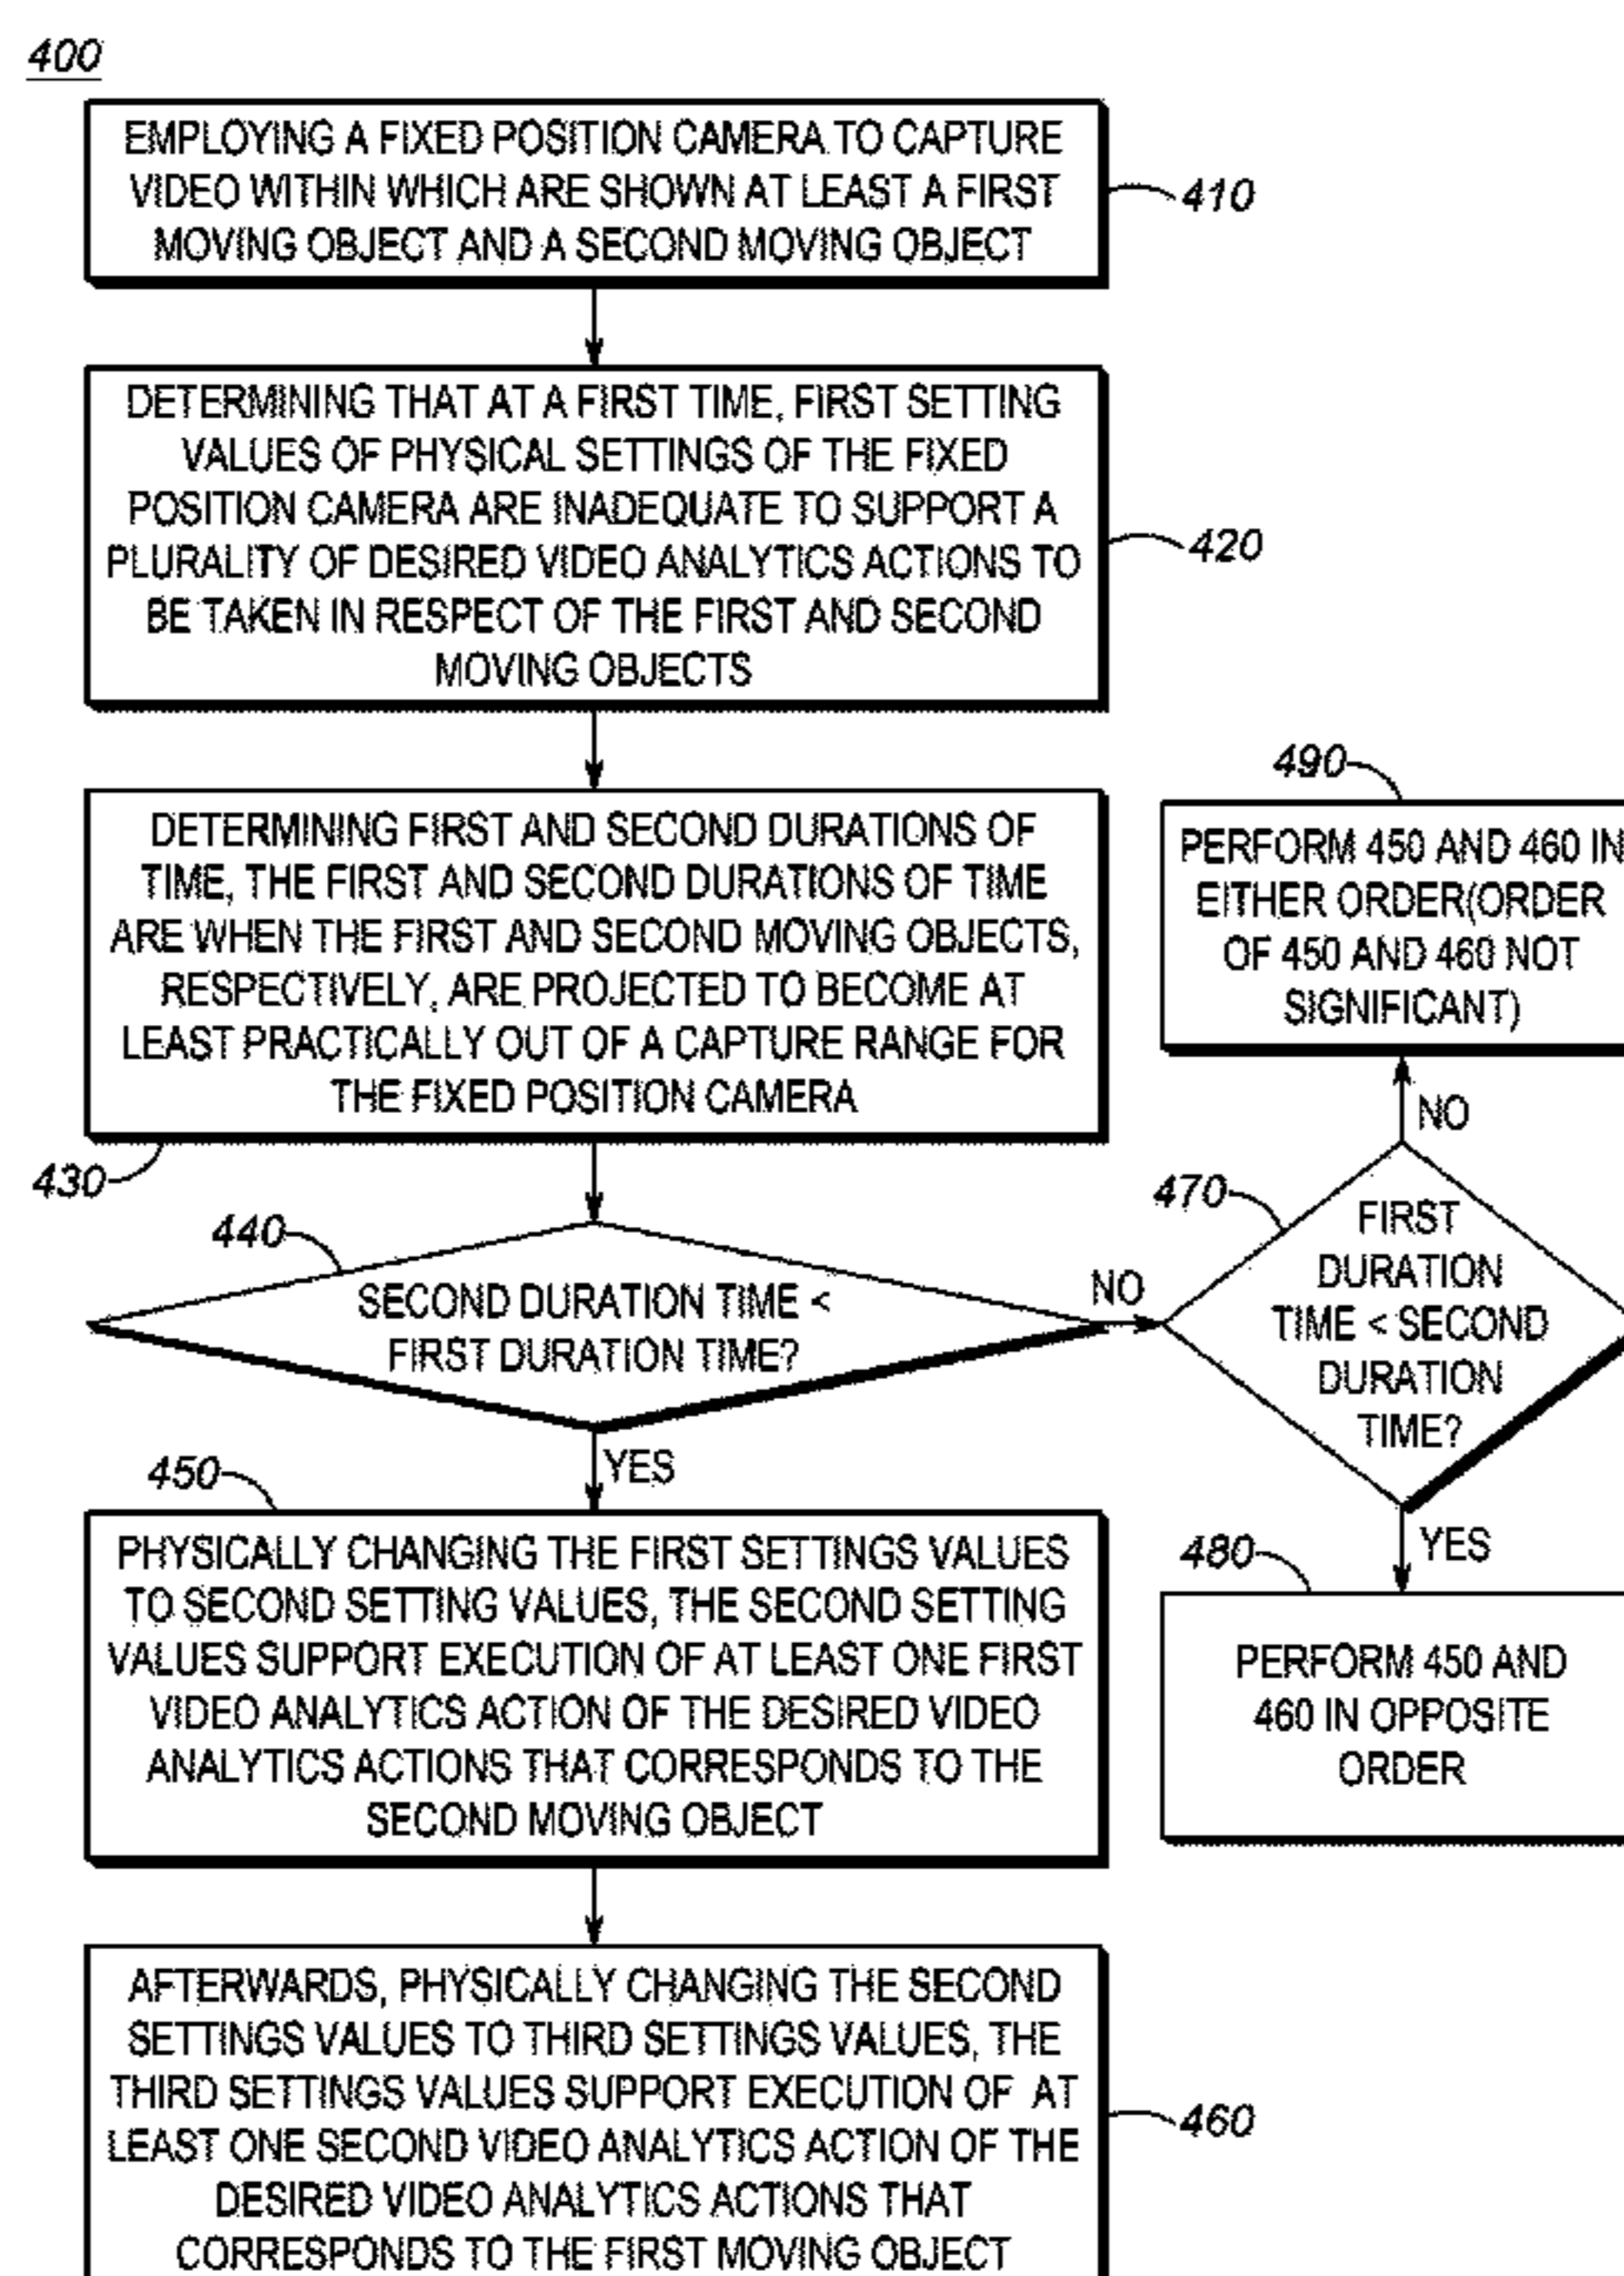 400
EMPLOYING A FIXED POSITION CAMERA TO CAPTURE
VIDEO WITHIN WHICH ARE SHOWN AT LEAST A FIRST
MOVING OBJECT AND A SECOND MOVING OBJECT
410
DETERMINING THAT AT A FIRST TIME, FIRST SETTING
VALUES OF PHYSICAL SETTINGS OF THE FIXED
POSITION CAMERA ARE INADEQUATE TO SUPPORT A
PLURALITY OF DESIRED VIDEO ANALYTICS ACTIONS TO
BE TAKEN IN RESPECT OF THE FIRST AND SECOND
MOVING OBJECTS
420
DETERMINING FIRST AND SECOND DURATIONS OF
TIME, THE FIRST AND SECOND DURATIONS OF TIME
ARE WHEN THE FIRST AND SECOND MOVING OBJECTS,
RESPECTIVELY, ARE PROJECTED TO BECOME AT
LEAST PRACTICALLY OUT OF A CAPTURE RANGE FOR
THE FIXED POSITION CAMERA
430
440
SECOND DURATION TIME <
FIRST DURATION TIME?
NO
YES
450
PHYSICALLY CHANGING THE FIRST SETTINGS VALUES
TO SECOND SETTING VALUES, THE SECOND SETTING
VALUES SUPPORT EXECUTION OF AT LEAST ONE FIRST
VIDEO ANALYTICS ACTION OF THE DESIRED VIDEO
ANALYTICS ACTIONS THAT CORRESPONDS TO THE
SECOND MOVING OBJECT
AFTERWARDS, PHYSICALLY CHANGING THE SECOND
SETTINGS VALUES TO THIRD SETTINGS VALUES, THE
THIRD SETTINGS VALUES SUPPORT EXECUTION OF AT
LEAST ONE SECOND VIDEO ANALYTICS ACTION OF THE
DESIRED VIDEO ANALYTICS ACTIONS THAT
CORRESPONDS TO THE FIRST MOVING OBJECT
460
490
PERFORM 450 AND 460 IN
EITHER ORDER(ORDER
OF 450 AND 460 NOT
SIGNIFICANT)
NO
470
FIRST
DURATION
TIME < SECOND
DURATION
TIME?
YES
480
PERFORM 450 AND
460 IN OPPOSITE
ORDER